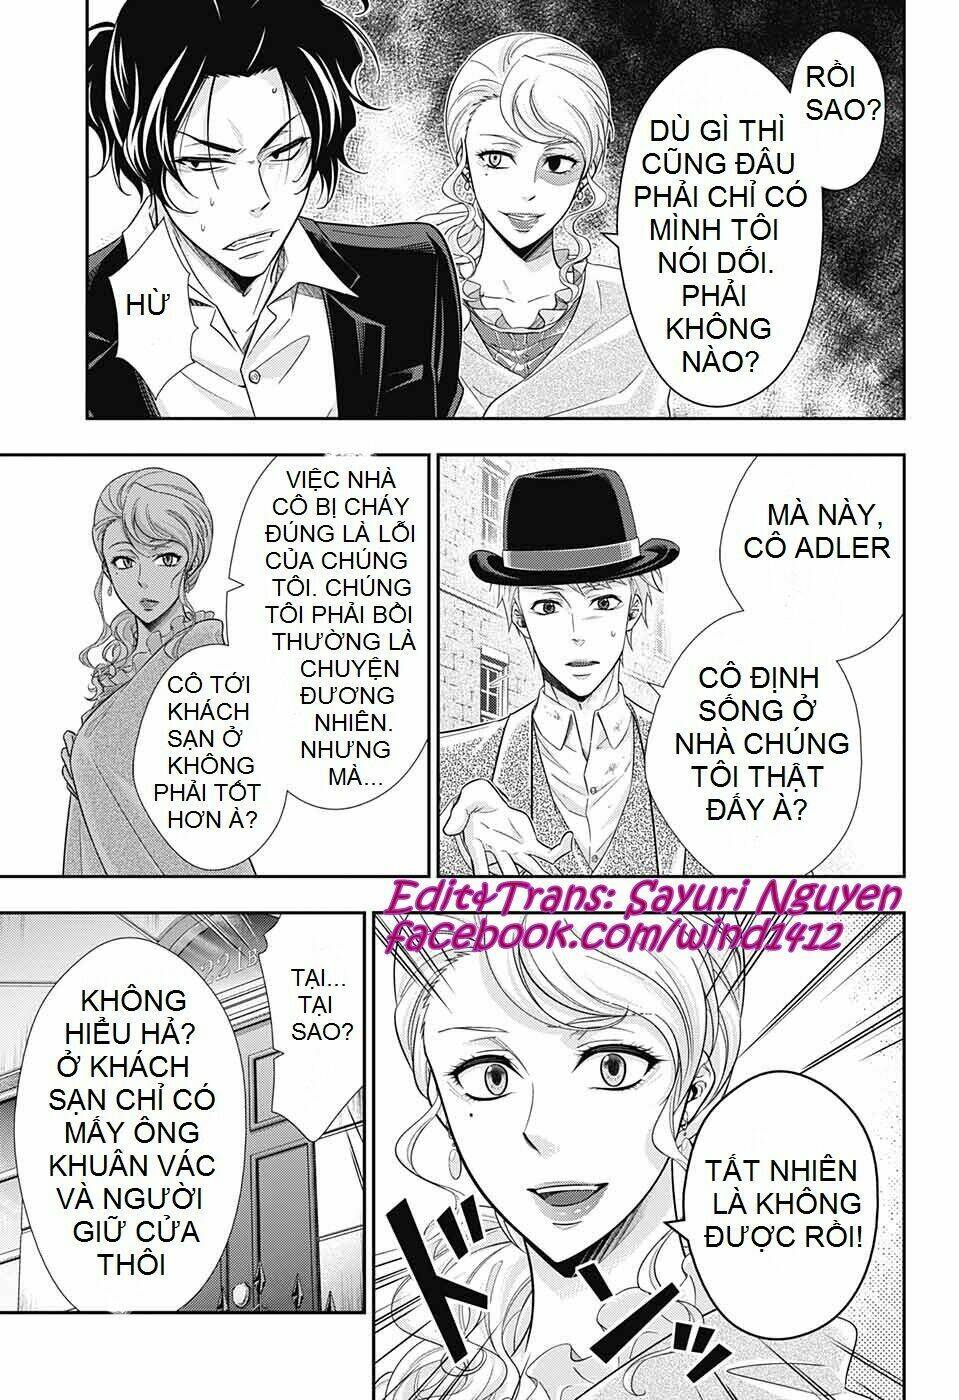 RỒI
SAO?
DÙ GÌ THÌ
CŨNG ĐÂU
PHẢI CHỈ CÓ
MÌNH TÔI
NÓI DỐI.
PHẢI
KHÔNG
NÀO?
HỪ
MÀ NÀY,
CÔ ADLER
CÔ ĐỊNH
SỐNG Ở
NHÀ CHÚNG
TÔI THẬT
ĐẤY À?
VIỆC NHÀ
CÔ BỊ CHÁY
ĐÚNG LÀ LỖI
CỦA CHÚNG
TÔI. CHÚNG
TÔI PHẢI BỒI
THƯỜNG LÀ
CHUYỆN
ĐƯƠNG
NHIÊN.
NHƯNG
MÀ...
CÔ TỚI
KHÁCH
SẠN Ở
KHÔNG
PHẢI TỐT
HƠN À?
Edit&Trans: Sayuri Nguyen
facebook.com/wind1412
TẤT NHIÊN
LÀ KHÔNG
ĐƯỢC RỒI!
ドドン
221B
TẠI...
TẠI
SAO?
KHÔNG
HIỂU HẢ?
Ở KHÁCH
SẠN CHỈ CÓ
MẤY ÔNG
KHUÂN VÁC
VÀ NGƯỜI
GIỮ CỬA
THÔI